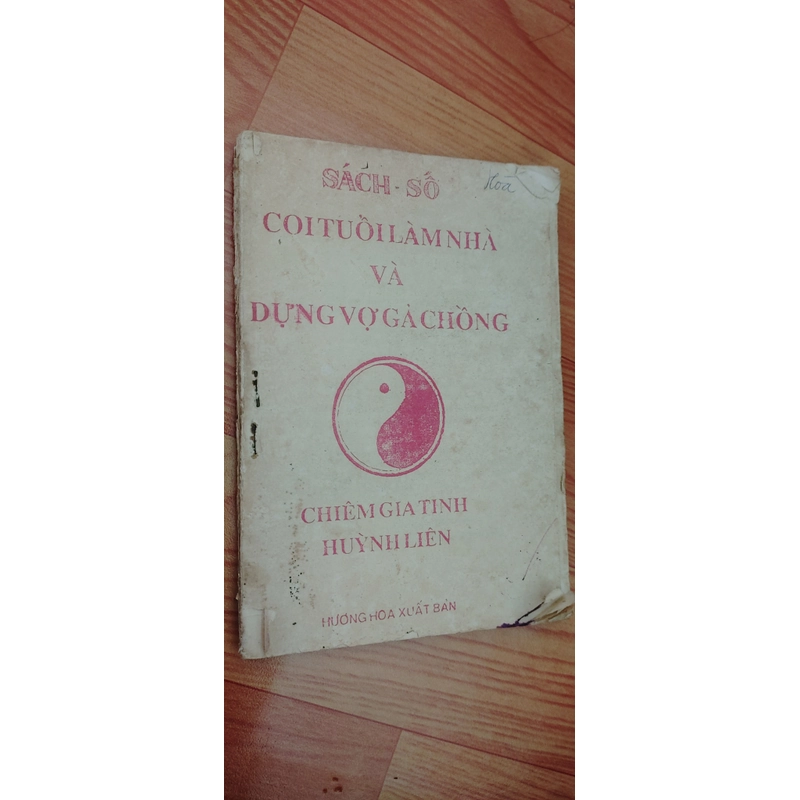 SÁCH - SỐ
Hoà
COI TUỔI LÀM NHÀ
VÀ
DỰNG VỢ GẢ CHỒNG
CHIÊM GIA TINH
HUỲNH LIÊN
HƯƠNG HOA XUẤT BẢN